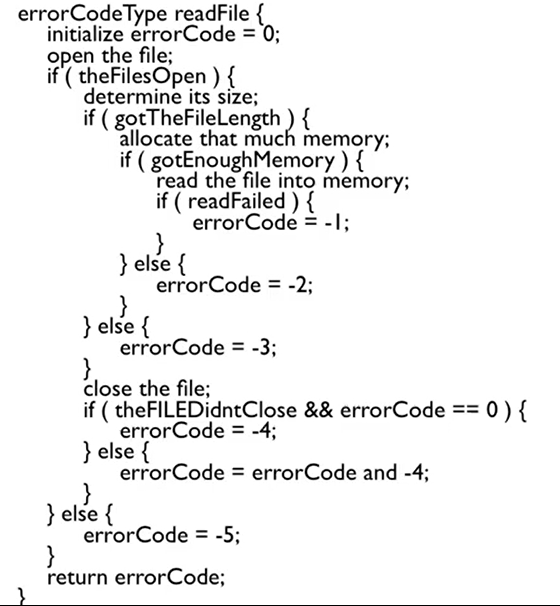 errorCodeType readFile {
initialize errorCode = 0;
open the file;
if ( theFilesOpen ) {
determine its size;
if ( gotTheFileLength ) {
allocate that much memory;
if ( gotEnoughMemory ) {
read the file into memory;
if ( readFailed ) {
errorCode = -1;
}
} else {
errorCode = -2;
}
} else {
errorCode = -3;
}
close the file;
if ( theFILEDidntClose && errorCode == 0 ) {
errorCode = -4;
} else {
errorCode = errorCode and -4;
}
} else {
errorCode = -5;
}
return errorCode;
}